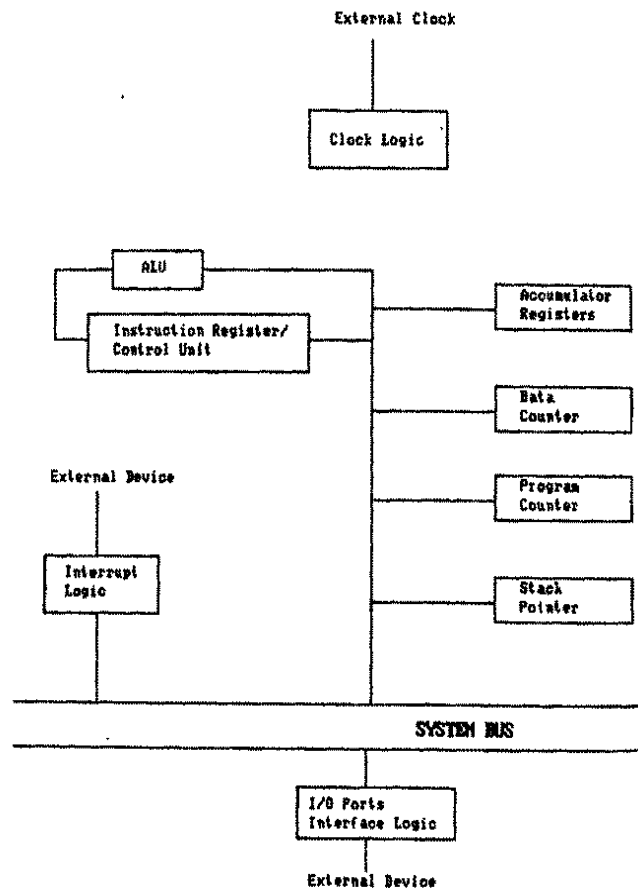 External Clock
Clock Logic
ALU
Accumulator
Registers
Instruction Register/
Control Unit
Data
Counter
External Device
Program
Counter
Interrupt
Logic
Stack
Pointer
SYSTEM BUS
I/O Ports
Interface Logic
External Device